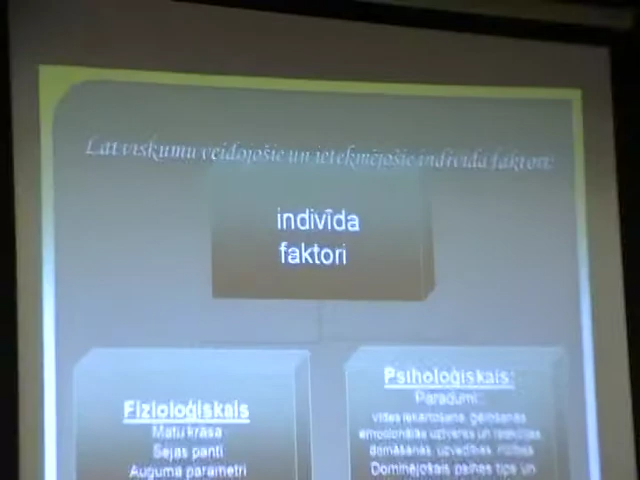 Latviskumu veidojošie un ietekmējošie indivīda faktori:
indivīda
faktori
Fizioloģiskais
Matu krāsa
Sejas panti
Auguma parametri
Psiholoģiskais:
Paradumi:
vides iekārtošana, ģērbšanās
emocionālās uztveres un reakcijas
domāšanas, uzvedības, rīcības
Dominējošais psihes tips un